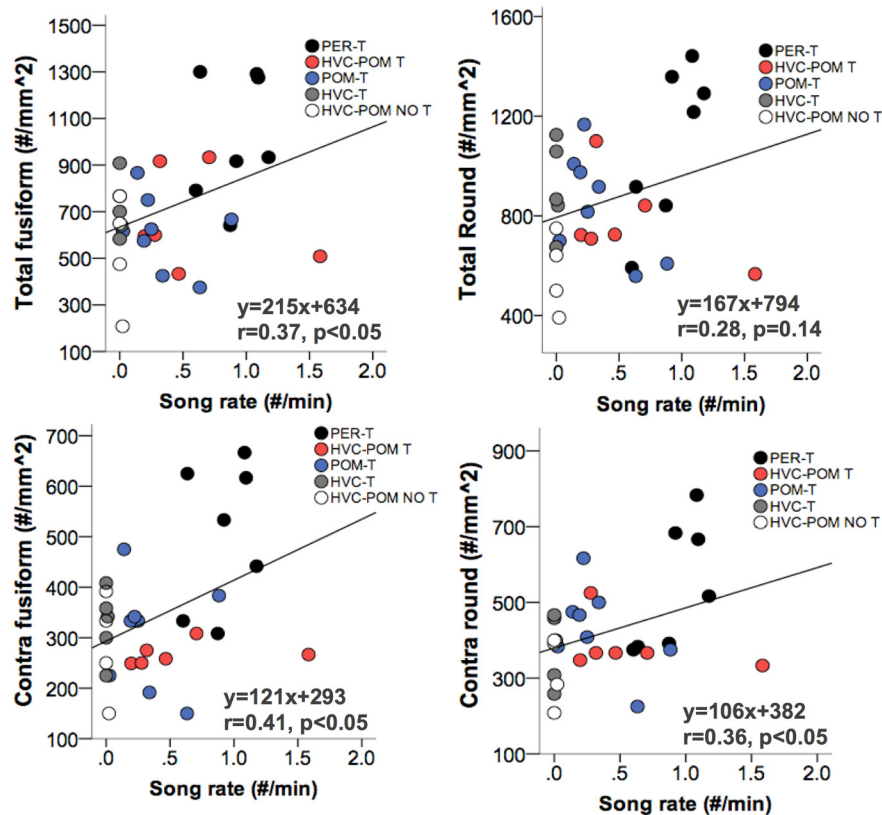 Total fusiform (#/mm^2)
1500
1300
1100
900
700
500
300
100
PER-T
HVC-POM T
POM-T
HVC-T
HVC-POM NO T
y=215x+634
r=0.37, p<0.05
.0 .5 1.0 1.5 2.0
Song rate (#/min)
Total Round (#/mm^2)
1600
1200
800
400
PER-T
HVC-POM T
POM-T
HVC-T
HVC-POM NO T
y=167x+794
r=0.28, p=0.14
.0 .5 1.0 1.5 2.0
Song rate (#/min)
Contra fusiform (#/mm^2)
700
600
500
400
300
200
100
PER-T
HVC-POM T
POM-T
HVC-T
HVC-POM NO T
y=121x+293
r=0.41, p<0.05
.0 .5 1.0 1.5 2.0
Song rate (#/min)
Contra round (#/mm^2)
900
700
500
300
100
PER-T
HVC-POM T
POM-T
HVC-T
HVC-POM NO T
y=106x+382
r=0.36, p<0.05
.0 .5 1.0 1.5 2.0
Song rate (#/min)